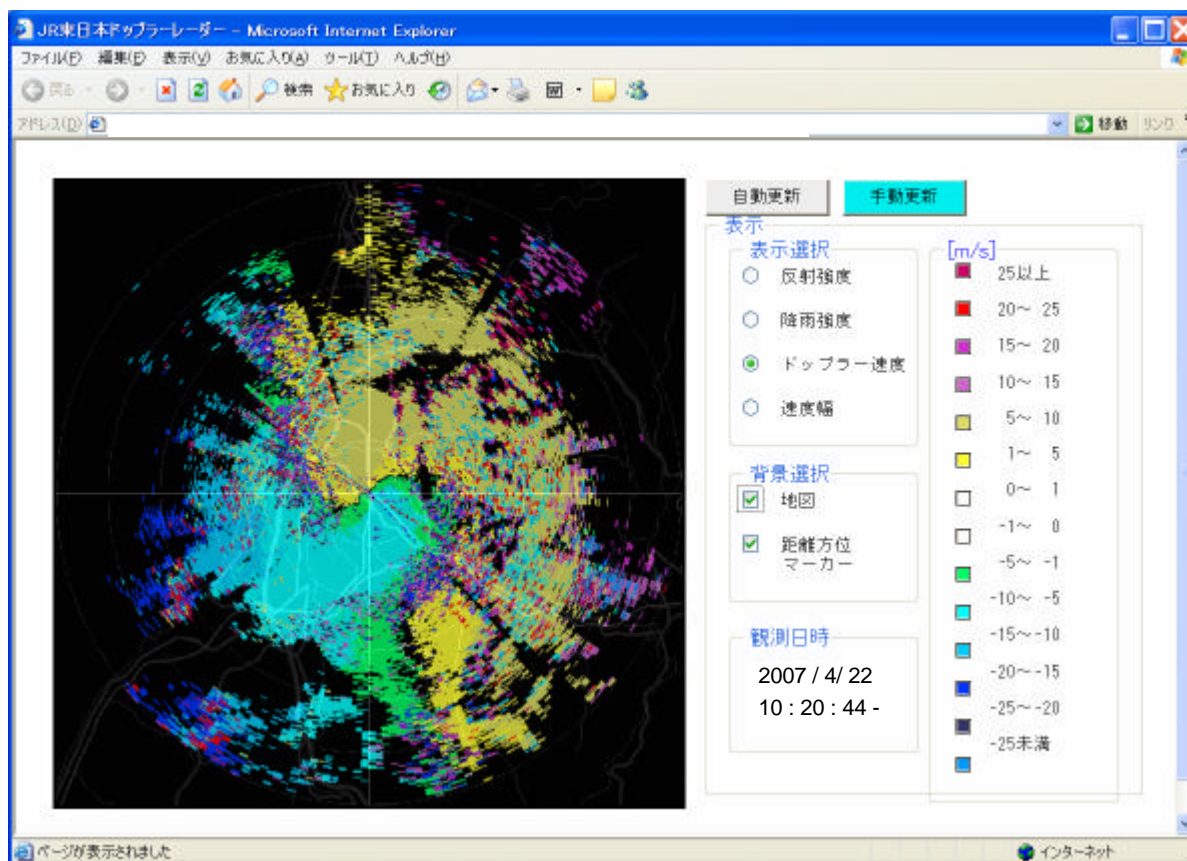 JR東日本ドップラーレーダー - Microsoft Internet Explorer
ファイル(F) 編集(E) 表示(V) お気に入り(A) ツール(T) ヘルプ(H)
戻る 検索 お気に入り
アドレス(D) 移動 リンク
自動更新 手動更新
表示
表示選択
反射強度
降雨強度
ドップラー速度
速度幅
背景選択
地図
距離方位
マーカー
観測日時
2007 / 4/ 22
10 : 20 : 44 -
[m/s]
25以上
20～ 25
15～ 20
10～ 15
5～ 10
1～ 5
0～ 1
-1～ 0
-5～ -1
-10～ -5
-15～-10
-20～-15
-25～-20
-25未満
ページが表示されました インターネット